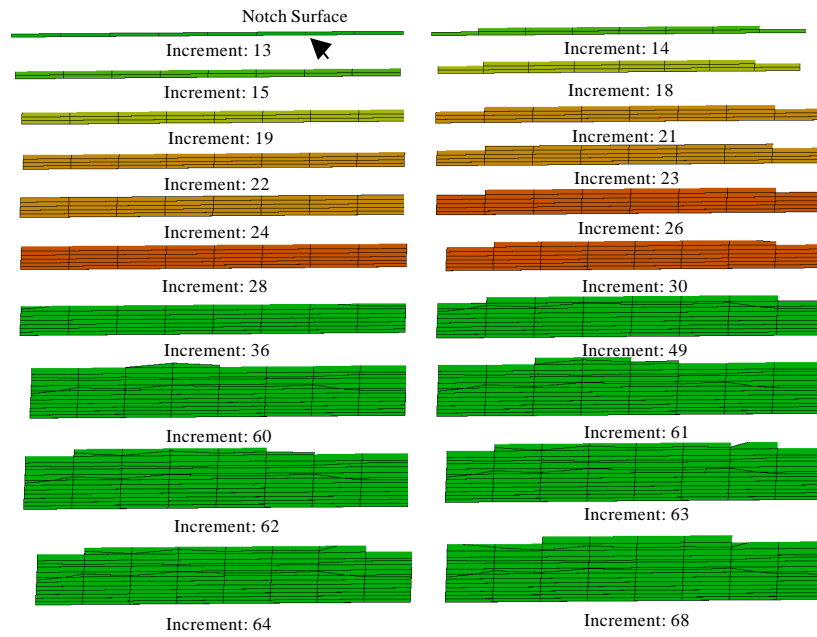 Notch Surface
Increment: 13
Increment: 14
Increment: 15
Increment: 18
Increment: 19
Increment: 21
Increment: 22
Increment: 23
Increment: 24
Increment: 26
Increment: 28
Increment: 30
Increment: 36
Increment: 49
Increment: 60
Increment: 61
Increment: 62
Increment: 63
Increment: 64
Increment: 68